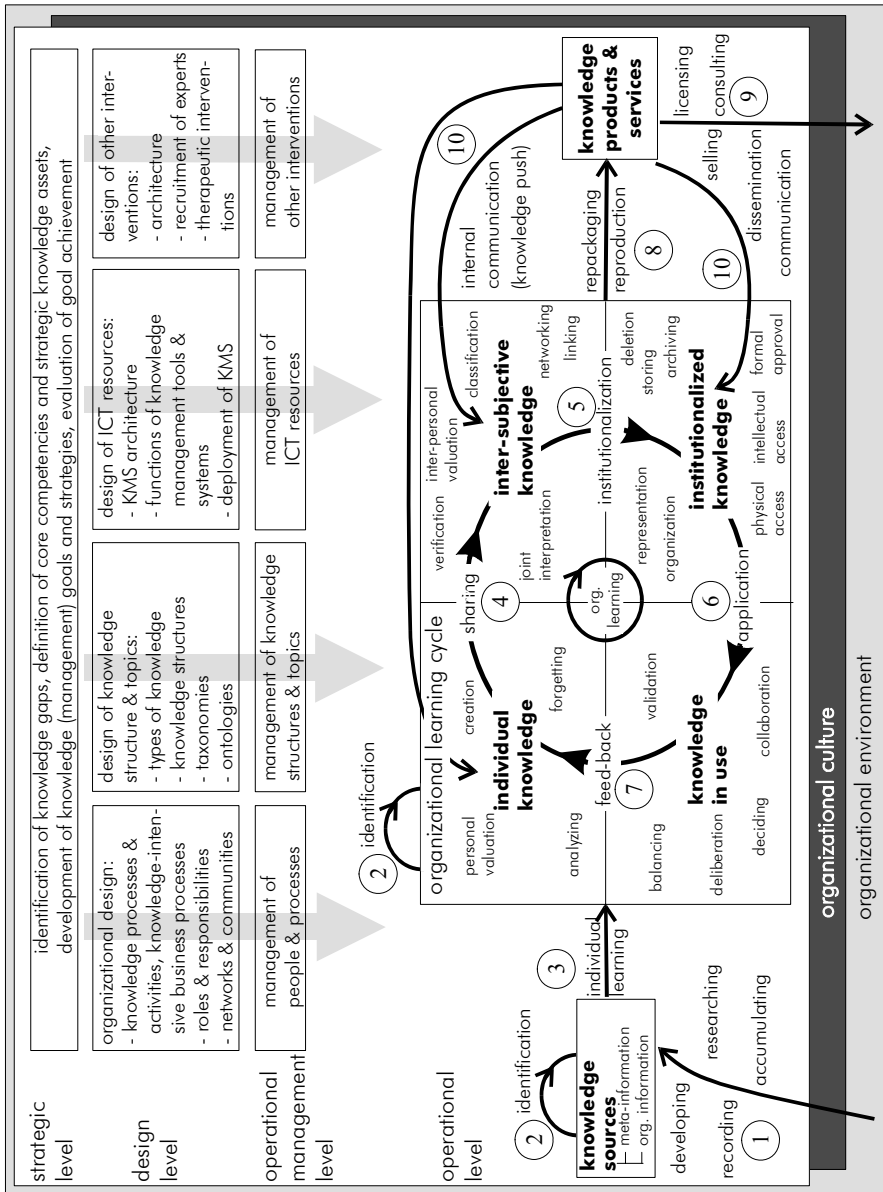 strategic
level
identification of knowledge gaps, definition of core competencies and strategic knowledge assets,
development of knowledge (management) goals and strategies, evaluation of goal achievement
design
level
organizational design:
- knowledge processes &
activities, knowledge-inten-
sive business processes
- roles & responsibilities
- networks & communities
design of knowledge
structure & topics:
- types of knowledge
- knowledge structures
- taxonomies
- ontologies
design of ICT resources:
- KMS architecture
- functions of knowledge
management tools &
systems
- deployment of KMS
design of other inter-
ventions:
- architecture
- recruitment of experts
- therapeutic interven-
tions
operational
management
level
management of
people & processes
management of knowledge
structures & topics
management of
ICT resources
management of
other interventions
operational
level
2
identification
knowledge
sources
meta-information
org. information
developing
recording
researching
accumulating
1
3
individual
learning
2
identification
organizational learning cycle
personal
valuation
creation
sharing
verification
inter-personal
valuation
classification
individual
knowledge
4
inter-subjective
knowledge
analyzing
forgetting
joint
interpretation
networking
linking
5
feed-back
7
org.
learning
institutionalization
balancing
validation
representation
organization
deletion
storing
archiving
knowledge
in use
6
institutionalized
knowledge
deliberation
deciding
collaboration
application
physical
access
intellectual
access
formal
approval
10
internal
communication
(knowledge push)
repackaging
reproduction
8
knowledge
products &
services
10
selling
dissemination
communication
licensing
consulting
9
organizational culture
organizational environment